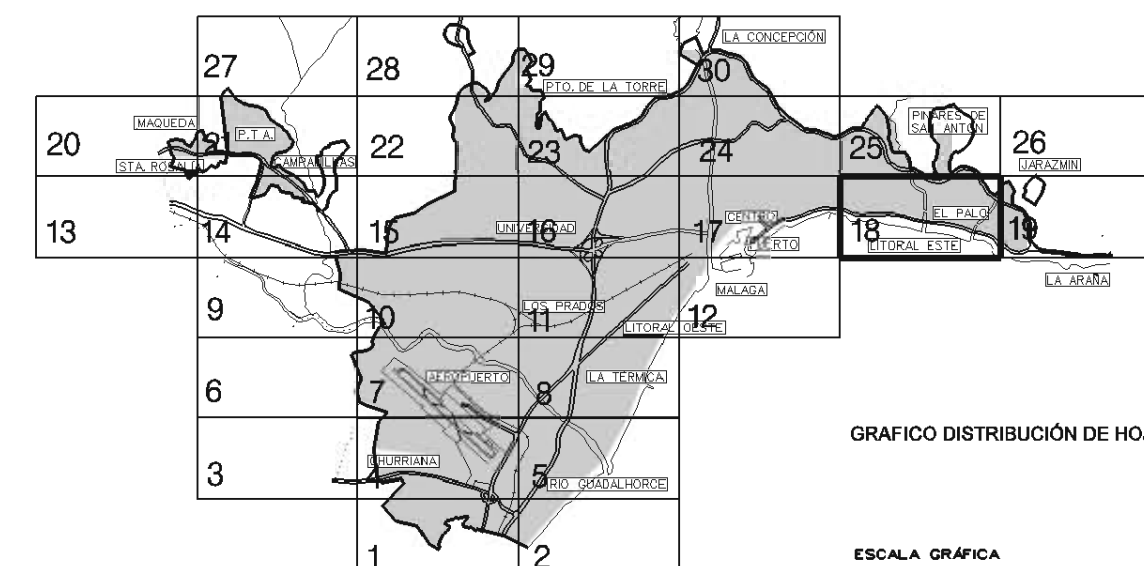 LA CONCEPCIÓN
27
28
29
30
PTO. DE LA TORRE
MAQUEDA
P.T.A.
PINARES DE
SAN ANTÓN
20
21
22
23
24
25
26
STA. ROSALÍA
CAMPANILLAS
JARAZMIN
13
14
15
UNIVERSIDAD
16
17
CENTRO
PUERTO
18
EL PALO
LITORAL ESTE
19
LA ARAÑA
MALAGA
9
10
LOS PRADOS
11
LITORAL OESTE
12
6
7
AEROPUERTO
8
LA TÉRMICA
GRAFICO DISTRIBUCIÓN DE
3
CHURRIANA
5
RIO GUADALHORCE
1
2
ESCALA GRÁFICA